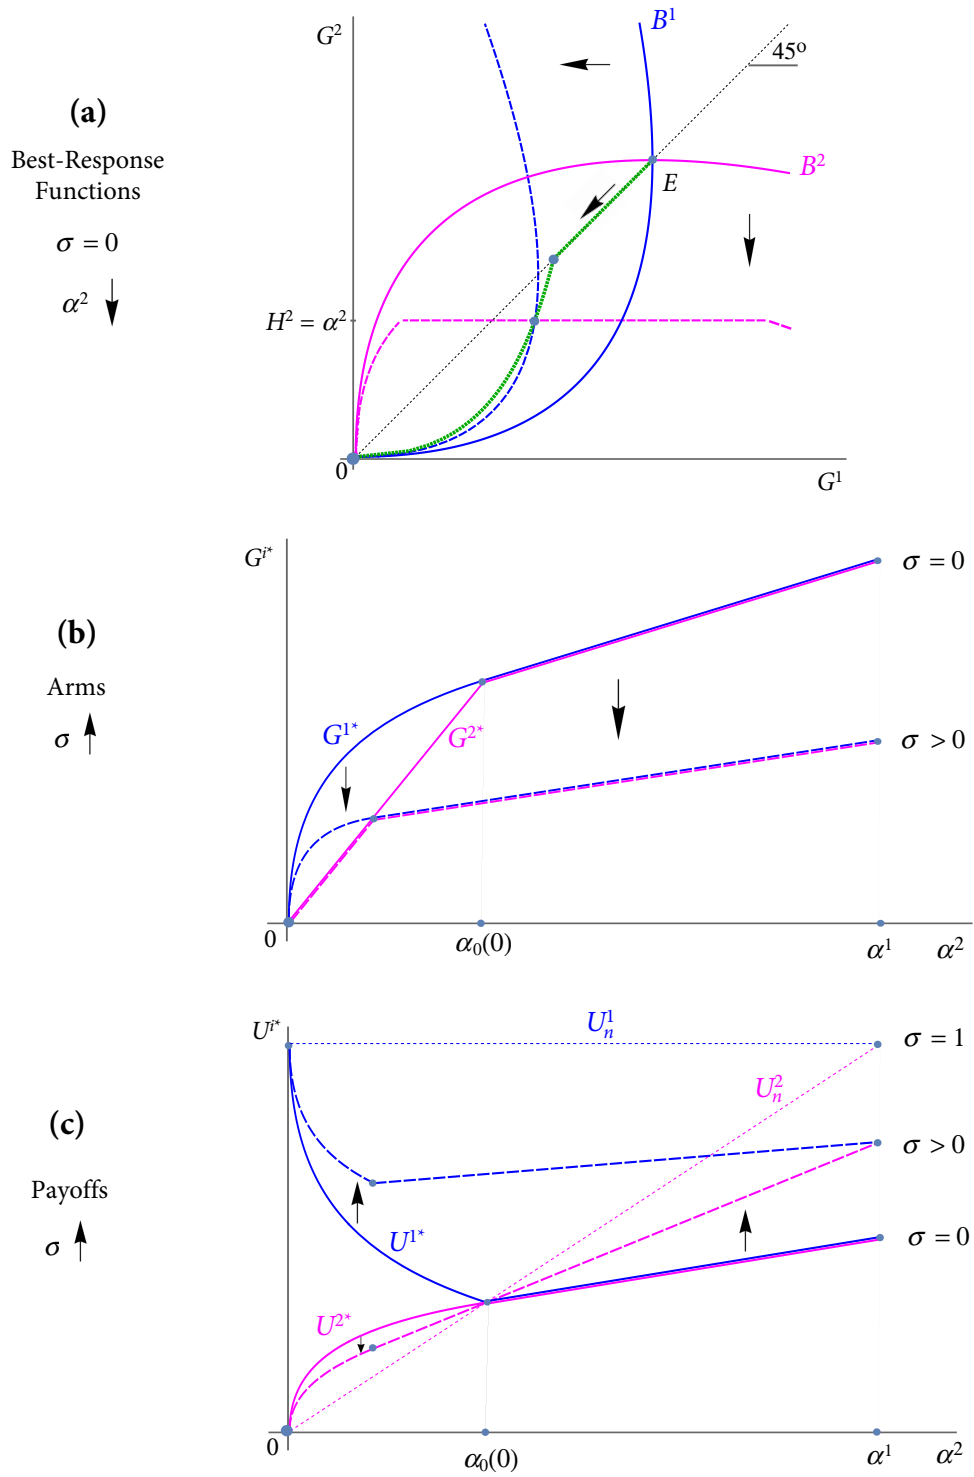 G²
B¹
45º
(a)
Best-Response
Functions
σ = 0
α²
B²
E
H² = α²
0
G¹
Gⁱ*
σ = 0
(b)
Arms
σ
G¹*
G²*
σ > 0
0
α₀(0)
α¹
α²
Uⁱ*
U¹ₙ
σ = 1
U²ₙ
(c)
σ > 0
Payoffs
σ
U¹*
σ = 0
U²*
0
α₀(0)
α¹
α²